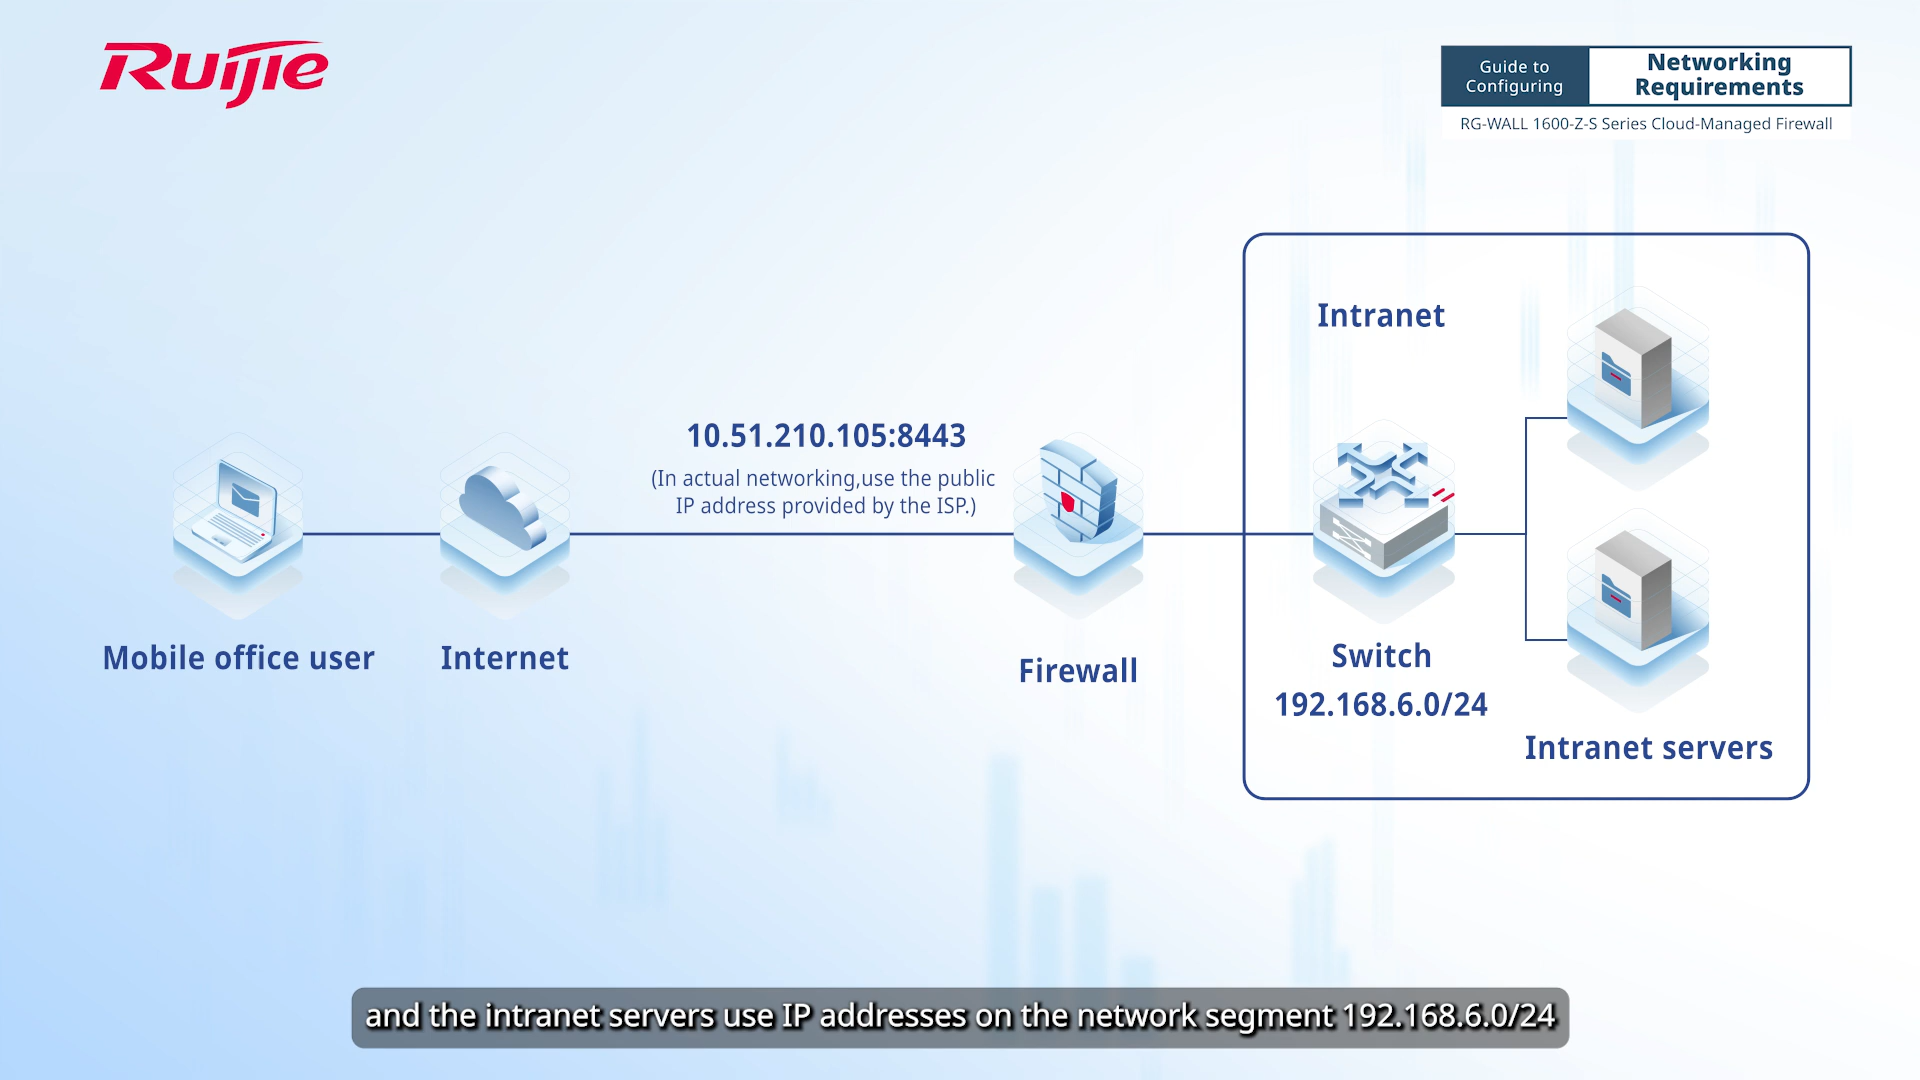 Ruijie
Guide to
Configuring
Networking
Requirements
RG-WALL 1600-Z-S Series Cloud-Managed Firewall
Intranet
10.51.210.105:8443
(In actual networking,use the public
IP address provided by the ISP.)
Mobile office user
Internet
Firewall
Switch
192.168.6.0/24
Intranet servers
and the intranet servers use IP addresses on the network segment 192.168.6.0/24